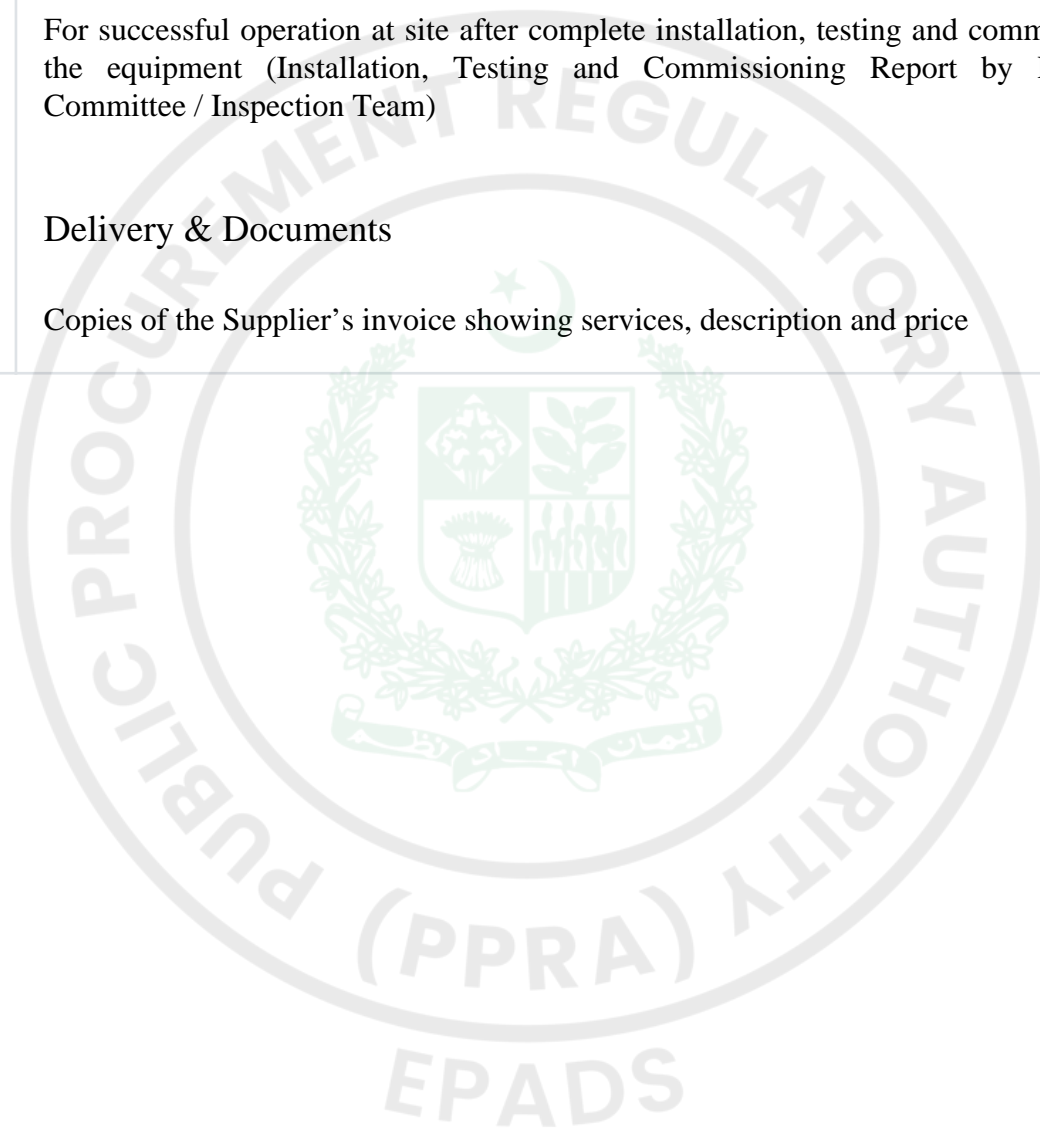 For successful operation at site after complete installation, testing and
the equipment (Installation, Testing and Commissioning Report by
Committee / Inspection Team)
Delivery & Documents
Copies of the Supplier’s invoice showing services, description and price
PUBLIC PROCUREMENT REGULATORY AUTHORITY
(PPRA)
EPADS